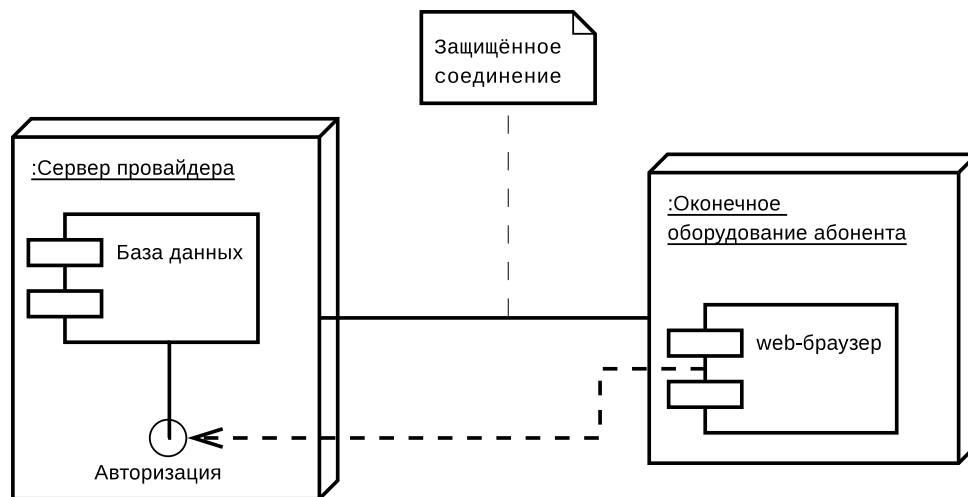 Защищённое
соединение
:Сервер провайдера
База данных
Авторизация
:Оконечное
оборудование абонента
web-браузер